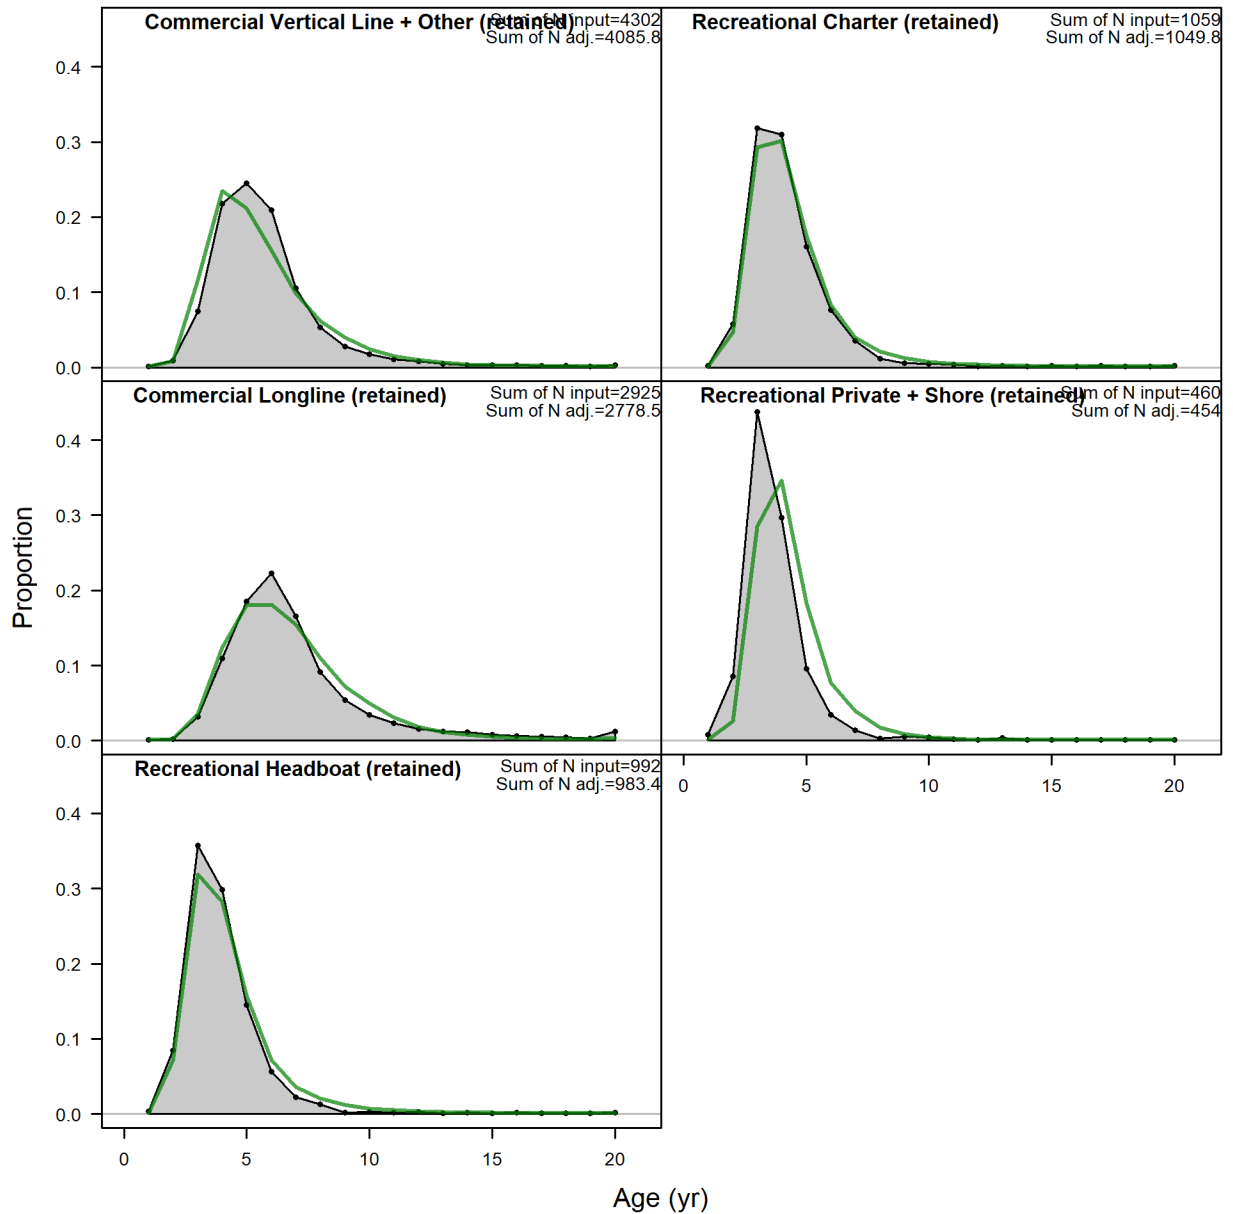 Commercial Vertical Line + Other (retained)
Sum of N input=4302
Sum of N adj.=4085.8
Recreational Charter (retained)
Sum of N input=1059
Sum of N adj.=1049.8
0.4
0.3
0.2
0.1
0.0
Commercial Longline (retained)
Sum of N input=2925
Sum of N adj.=2778.5
Recreational Private + Shore (retained)
Sum of N input=460
Sum of N adj.=454
0.4
0.3
0.2
0.1
0.0
0 5 10 15 20
Recreational Headboat (retained)
Sum of N input=992
Sum of N adj.=983.4
0.4
0.3
0.2
0.1
0.0
0 5 10 15 20
Proportion
Age (yr)